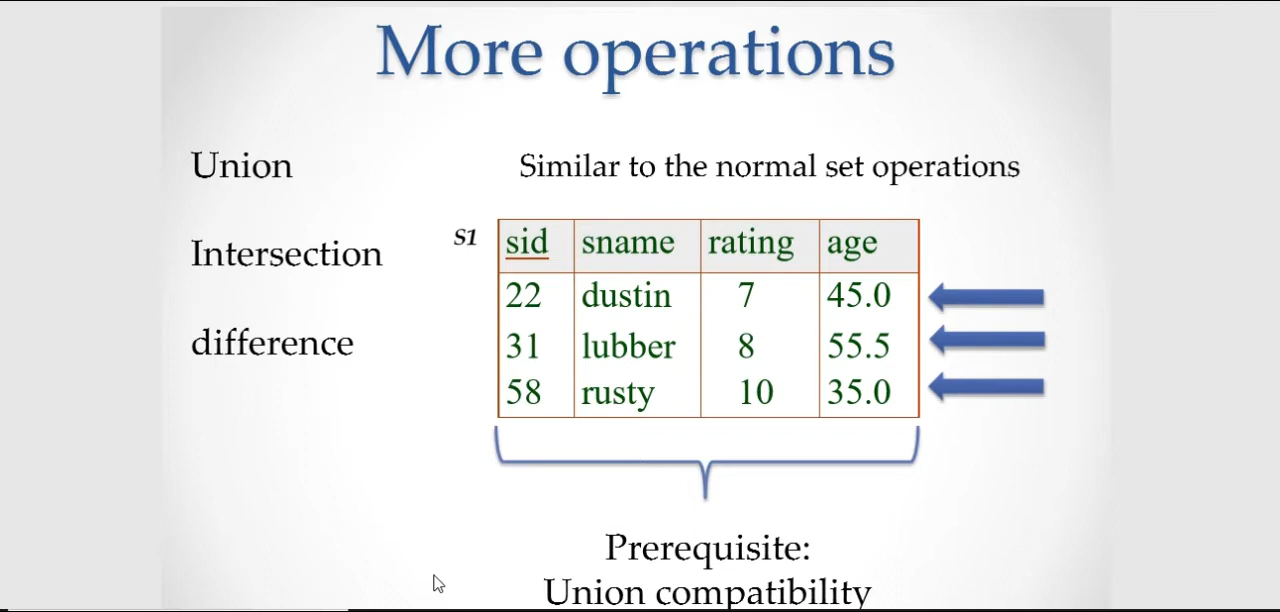 More operations
Union
Similar to the normal set operations
Intersection
difference
S1
sid sname rating age
22 dustin 7 45.0
31 lubber 8 55.5
58 rusty 10 35.0
Prerequisite:
Union compatibility